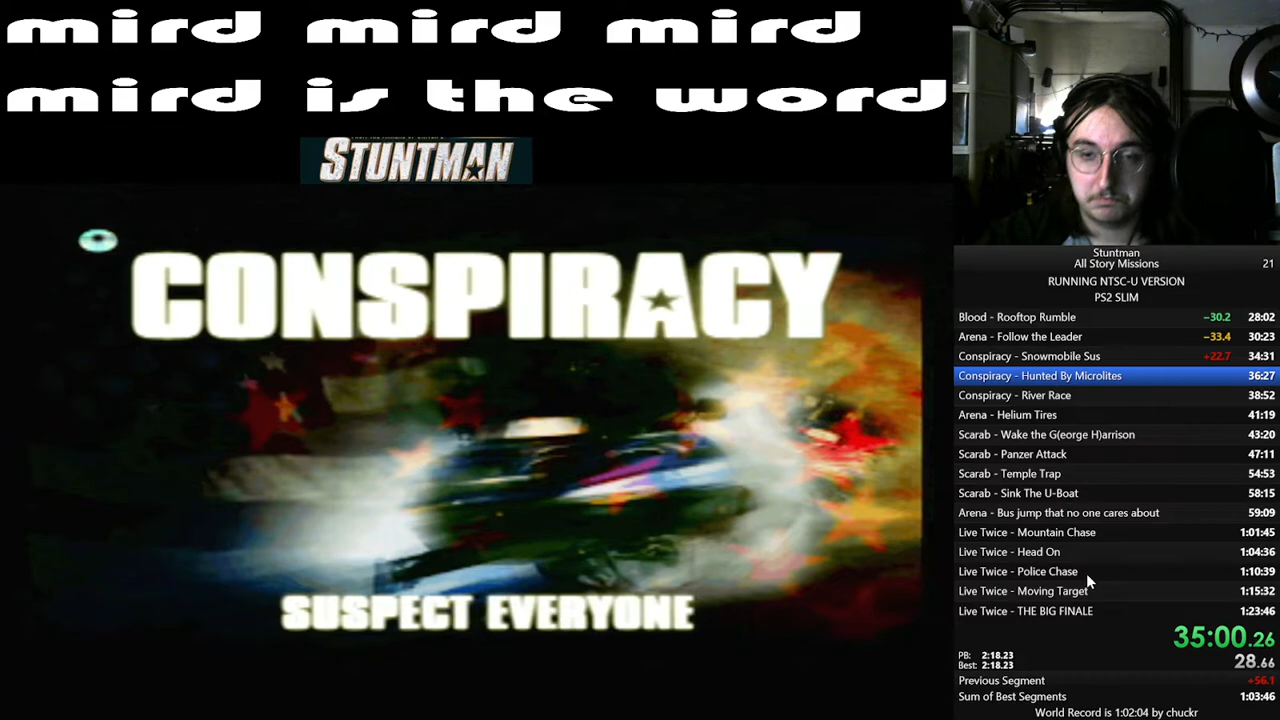 mird mird mird
mird is the word
STUNTMAN
CONSPIRACY
SUSPECT EVERYONE
Stuntman
All Story Missions 21
RUNNING NTSC-U VERSION
PS2 SLIM
Blood - Rooftop Rumble −30.2 28:02
Arena - Follow the Leader −33.4 30:23
Conspiracy - Snowmobile Sus +22.7 34:31
Conspiracy - Hunted By Microlites 36:27
Conspiracy - River Race 38:52
Arena - Helium Tires 41:19
Scarab - Wake the G(eorge H)arrison 43:20
Scarab - Panzer Attack 47:11
Scarab - Temple Trap 54:53
Scarab - Sink The U-Boat 58:15
Arena - Bus jump that no one cares about 59:09
Live Twice - Mountain Chase 1:01:45
Live Twice - Head On 1:04:36
Live Twice - Police Chase 1:10:39
Live Twice - Moving Target 1:15:32
Live Twice - THE BIG FINALE 1:23:46
35:00.26
PB: 2:18.23
Best: 2:18.23
28.66
Previous Segment +56.1
Sum of Best Segments 1:03:46
World Record is 1:02:04 by chuckr